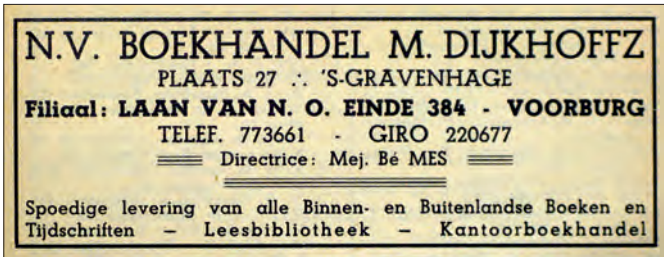 N.V. BOEKHANDEL M. DIJKHOFFZ
PLAATS 27 ∴ 'S-GRAVENHAGE
Filiaal: LAAN VAN N. O. EINDE 384 - VOORBURG
TELEF. 773661 - GIRO 220677
Directrice: Mej. Bé MES
Spoedige levering van alle Binnen- en Buitenlandse Boeken en
Tijdschriften – Leesbibliotheek – Kantoorboekhandel